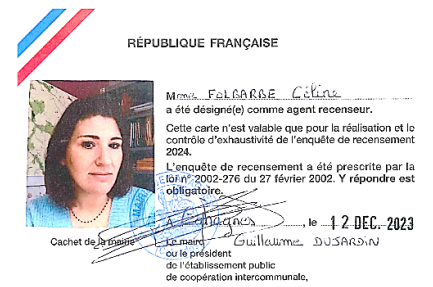 RÉPUBLIQUE FRANÇAISE
Céline
a été désigné(e) comme agent recenseur.
Cette carte n'est valable que pour la réalisation et le
contrôle d'exhaustivité de l'enquête de recensement
2024.
L'enquête de recensement a été prescrite par la
loi n° 2002-276 du 27 février 2002. Y répondre est
obligatoire.
A , le 12 DEC. 2023
Cachet de la mairie Le maire Guillaume DUJARDIN
ou le président
de l'établissement public
de coopération intercommunale,